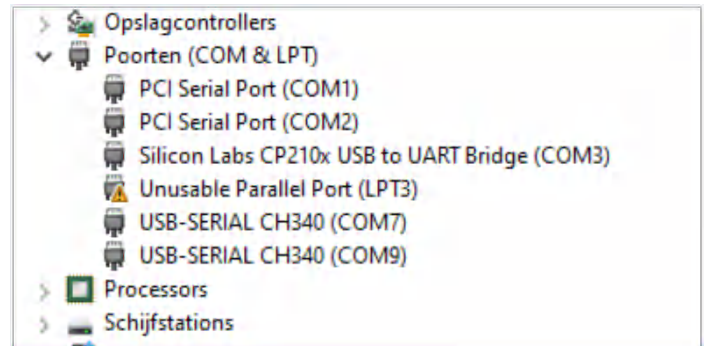 Opslagcontrollers
Poorten (COM & LPT)
PCI Serial Port (COM1)
PCI Serial Port (COM2)
Silicon Labs CP210x USB to UART Bridge (COM3)
Unusable Parallel Port (LPT3)
USB-SERIAL CH340 (COM7)
USB-SERIAL CH340 (COM9)
Processors
Schijfstations